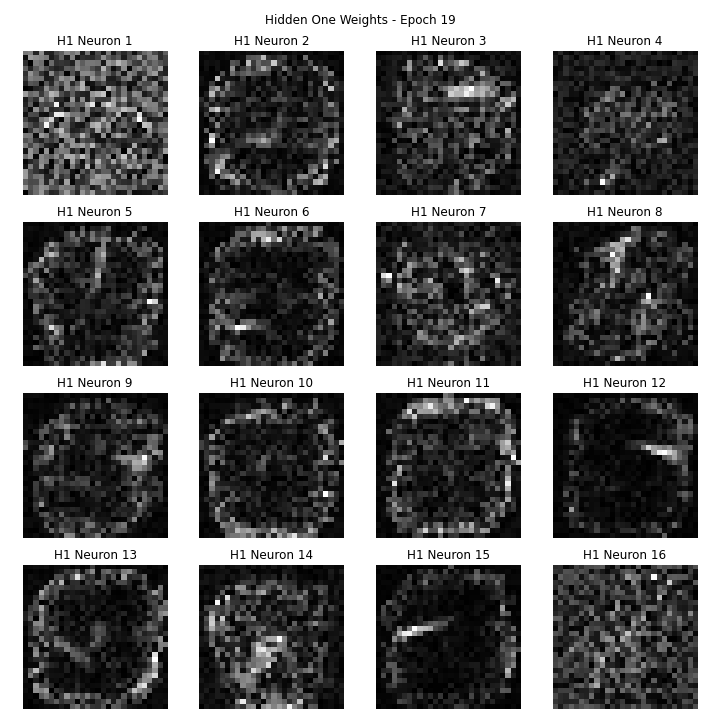 Hidden One Weights - Epoch 19
H1 Neuron 1 H1 Neuron 2 H1 Neuron 3 H1 Neuron 4
H1 Neuron 5 H1 Neuron 6 H1 Neuron 7 H1 Neuron 8
H1 Neuron 9 H1 Neuron 10 H1 Neuron 11 H1 Neuron 12
H1 Neuron 13 H1 Neuron 14 H1 Neuron 15 H1 Neuron 16